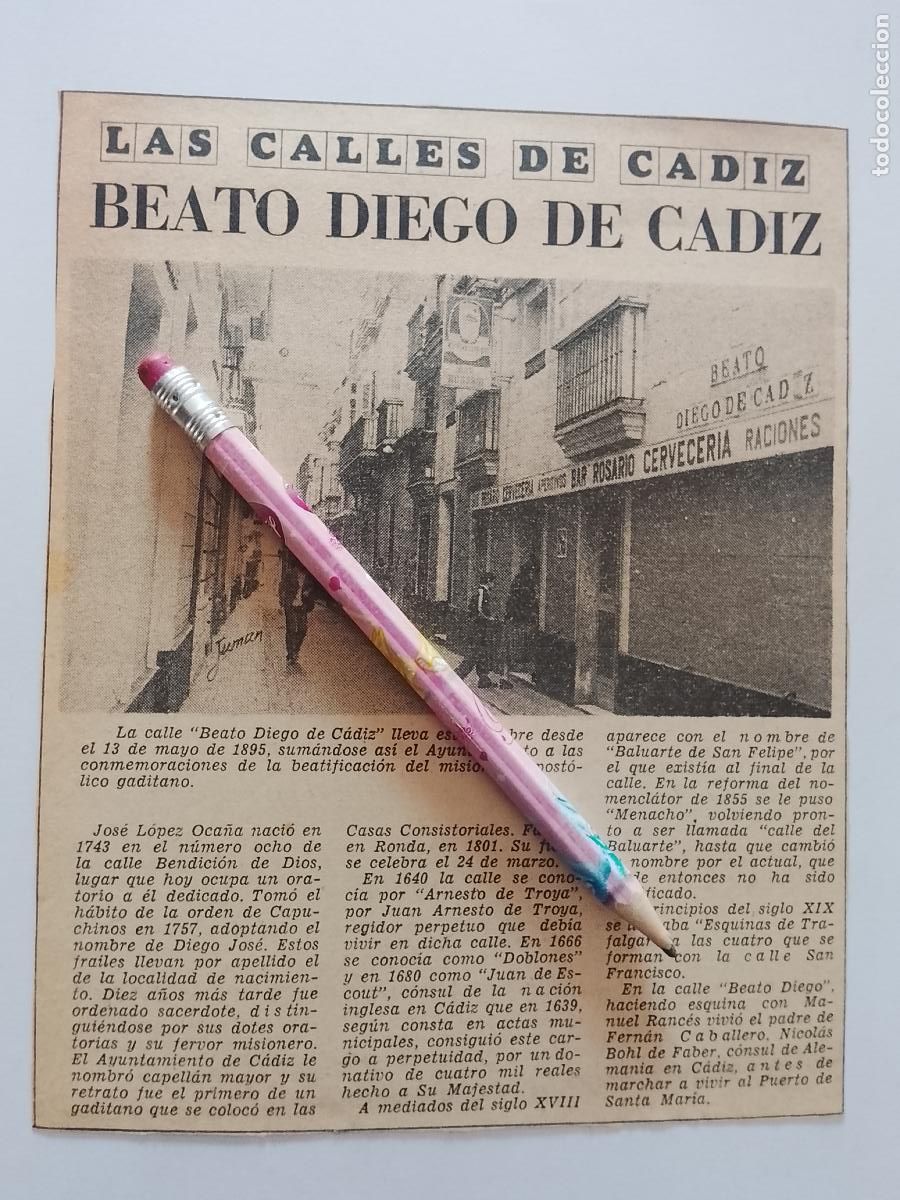 LAS CALLES DE CADIZ
BEATO DIEGO DE CADIZ
BEATO
DIEGO DE CADIZ
CERVECERIA APERITIVOS BAR ROSARIO CERVECERIA RACIONES
Juman
La calle "Beato Diego de Cádiz" lleva es bre desde
el 13 de mayo de 1895, sumándose así el Ayun to a las
conmemoraciones de la beatificación del misio postó-
lico gaditano.
José López Ocaña nació en
1743 en el número ocho de
la calle Bendición de Dios,
lugar que hoy ocupa un ora-
torio a él dedicado. Tomó el
hábito de la orden de Capu-
chinos en 1757, adoptando el
nombre de Diego José. Estos
frailes llevan por apellido el
de la localidad de nacimien-
to. Diez años más tarde fue
ordenado sacerdote, distin-
guiéndose por sus dotes ora-
torias y su fervor misionero.
El Ayuntamiento de Cádiz le
nombró capellán mayor y su
retrato fue el primero de un
gaditano que se colocó en las
Casas Consistoriales. Fa
en Ronda, en 1801. Su fi
se celebra el 24 de marzo.
En 1640 la calle se cono-
cía por "Arnesto de Troya",
por Juan Arnesto de Troya,
regidor perpetuo que debía
vivir en dicha calle. En 1666
se conocía como "Doblones"
y en 1680 como "Juan de Es-
cout", cónsul de la nación
inglesa en Cádiz que en 1639,
según consta en actas mu-
nicipales, consiguió este car-
go a perpetuidad, por un do-
nativo de cuatro mil reales
hecho a Su Majestad.
A mediados del siglo XVIII
aparece con el nombre de
"Baluarte de San Felipe", por
el que existía al final de la
calle. En la reforma del no-
menclátor de 1855 se le puso
"Menacho", volviendo pron-
to a ser llamada "calle del
Baluarte", hasta que cambió
nombre por el actual, que
de entonces no ha sido
ificado.
rincipios del siglo XIX
se ll aba "Esquinas de Tra-
falgar" a las cuatro que se
forman con la calle San
Francisco.
En la calle "Beato Diego",
haciendo esquina con Ma-
nuel Rancés vivió el padre de
Fernán Caballero, Nicolás
Bohl de Faber, cónsul de Ale-
mania en Cádiz, antes de
marchar a vivir al Puerto de
Santa María.
todocoleccion